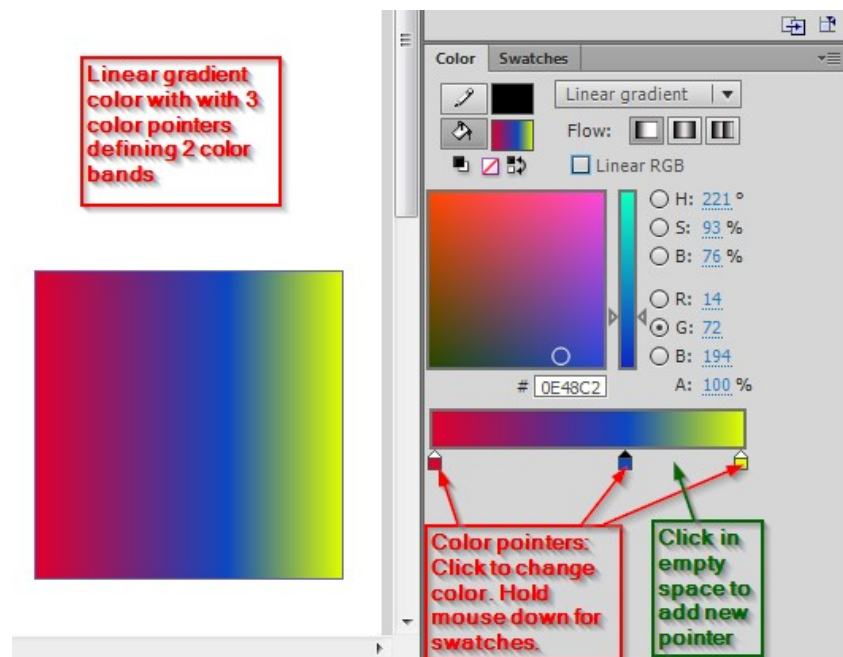 Linear gradient
color with with 3
color pointers
defining 2 color
bands
Color Swatches
Linear gradient
Flow:
Linear RGB
H: 221 °
S: 93 %
B: 76 %
R: 14
G: 72
B: 194
# 0E48C2 A: 100 %
Color pointers:
Click to change
color. Hold
mouse down for
swatches.
Click in
empty
space to
add new
pointer